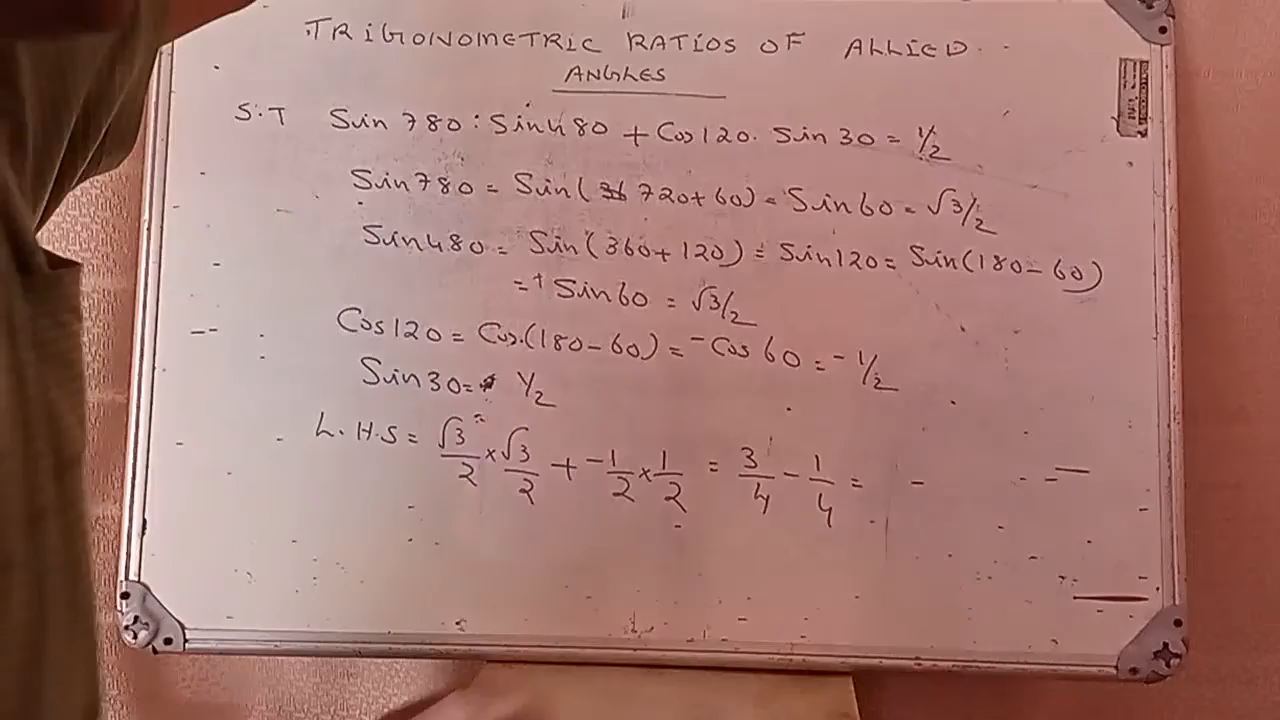 TRIGONOMETRIC RATIOS OF ALLIED
ANGLES
S.T Sin 780 . Sin 480 + Cos 120 . Sin 30 = 1/2
Sin 780 = Sin( 720 + 60) = Sin 60 = √3/2
Sin 480 = Sin(360 + 120) = Sin 120 = Sin(180 - 60)
= + Sin 60 = √3/2
Cos 120 = Cos.(180 - 60) = - Cos 60 = - 1/2
Sin 30 = 1/2
L.H.S = √3/2 × √3/2 + -1/2 × 1/2 = 3/4 - 1/4 =